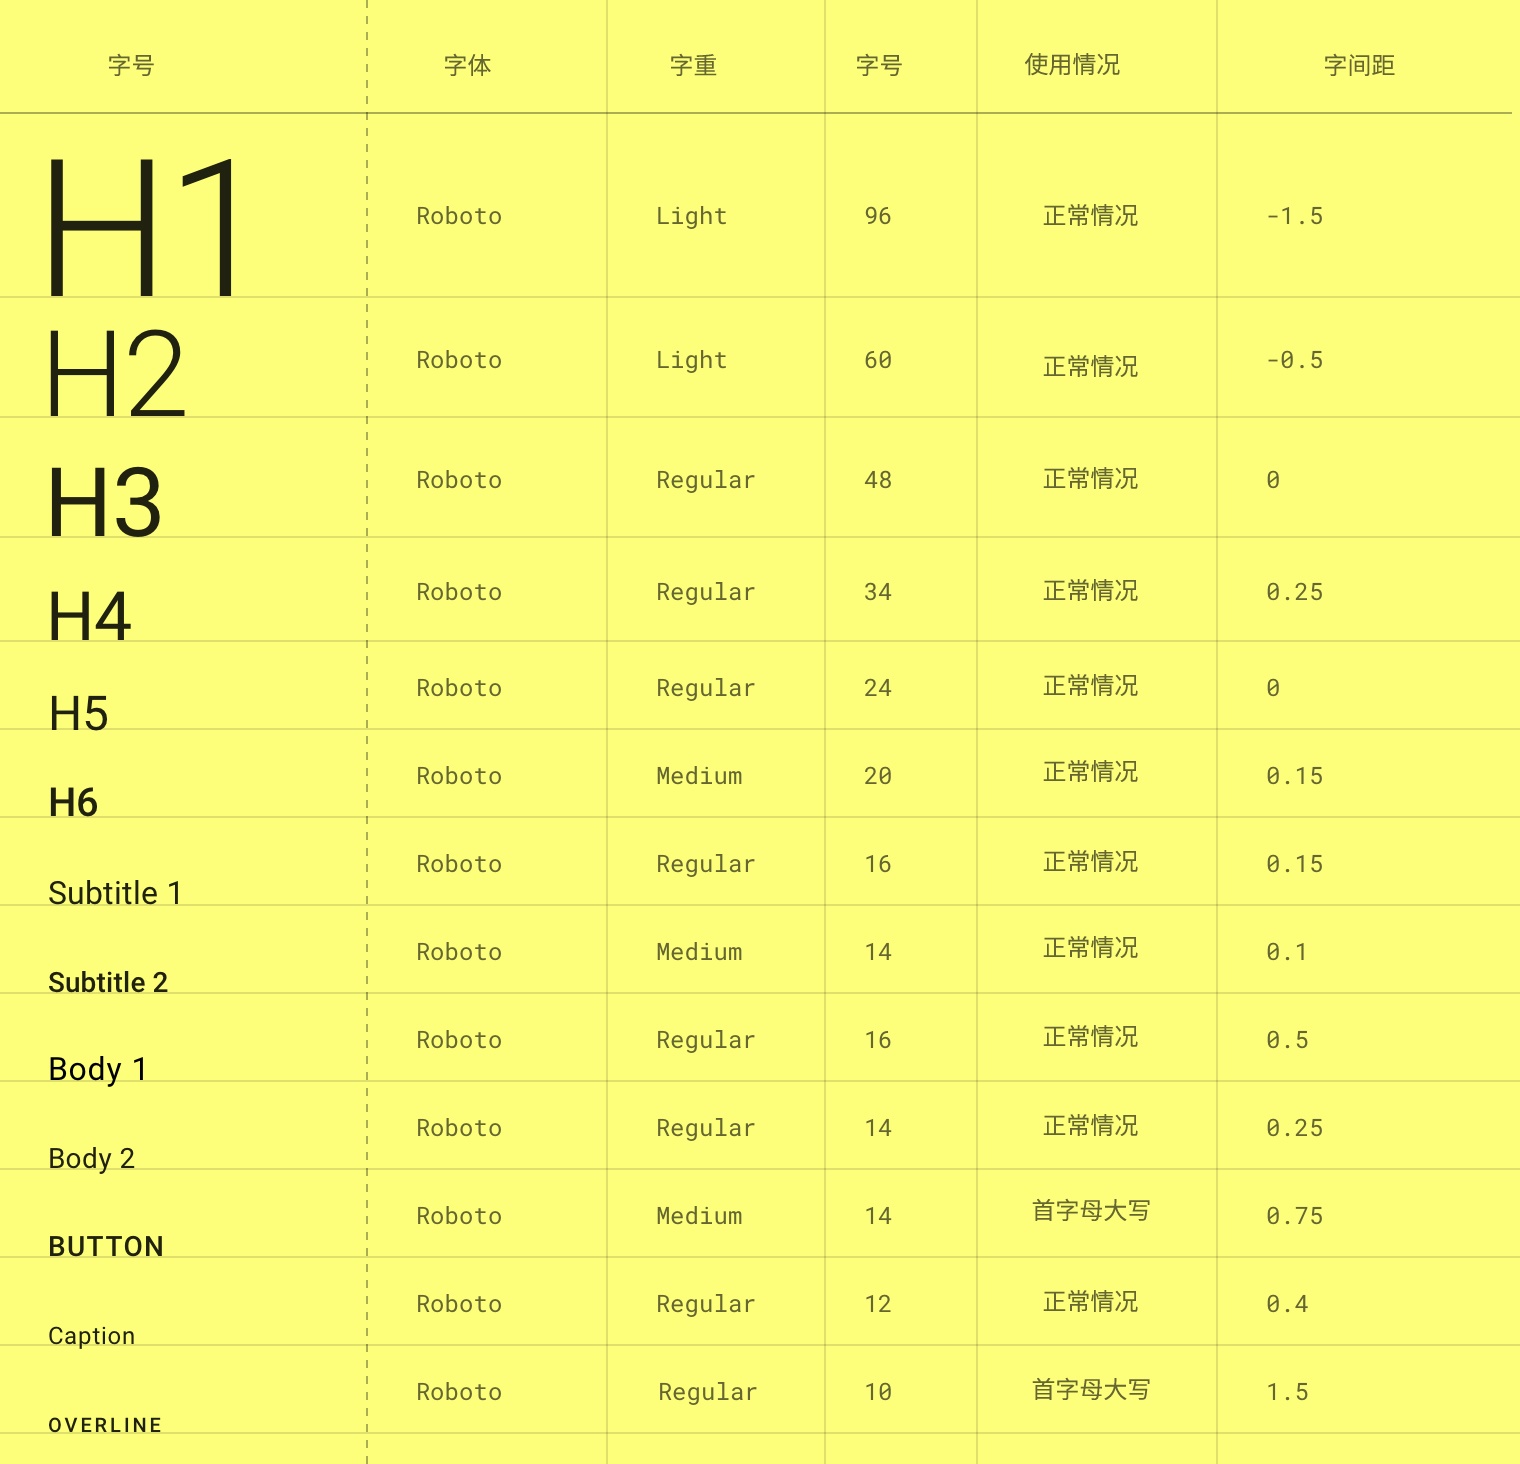 字号 字体 字重 字号 使用情况 字间距
H1 Roboto Light 96 正常情况 -1.5
H2 Roboto Light 60 正常情况 -0.5
H3 Roboto Regular 48 正常情况 0
H4 Roboto Regular 34 正常情况 0.25
H5 Roboto Regular 24 正常情况 0
H6 Roboto Medium 20 正常情况 0.15
Subtitle 1 Roboto Regular 16 正常情况 0.15
Subtitle 2 Roboto Medium 14 正常情况 0.1
Body 1 Roboto Regular 16 正常情况 0.5
Body 2 Roboto Regular 14 正常情况 0.25
BUTTON Roboto Medium 14 首字母大写 0.75
Caption Roboto Regular 12 正常情况 0.4
OVERLINE Roboto Regular 10 首字母大写 1.5